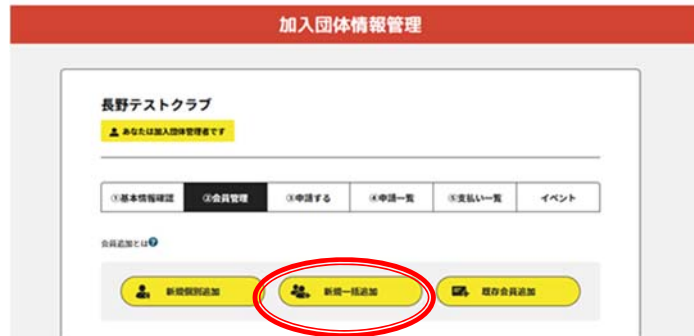 加入団体情報管理
長野テストクラブ
あなたは加入団体管理者です
①基本情報確認 ②会員管理 ③申請する ④申請一覧 ⑤支払い一覧 イベント
会員追加とは?
新規個別追加 新規一括追加 既存会員追加